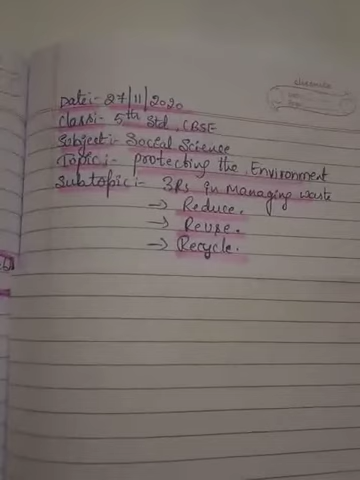 Date:- 27/11/2020
Class:- 5th Std, CBSE
Subject:- Social Science
Topic:- protecting the Environment
Subtopic:- 3Rs in managing waste
→ Reduce.
→ Reuse.
→ Recycle.